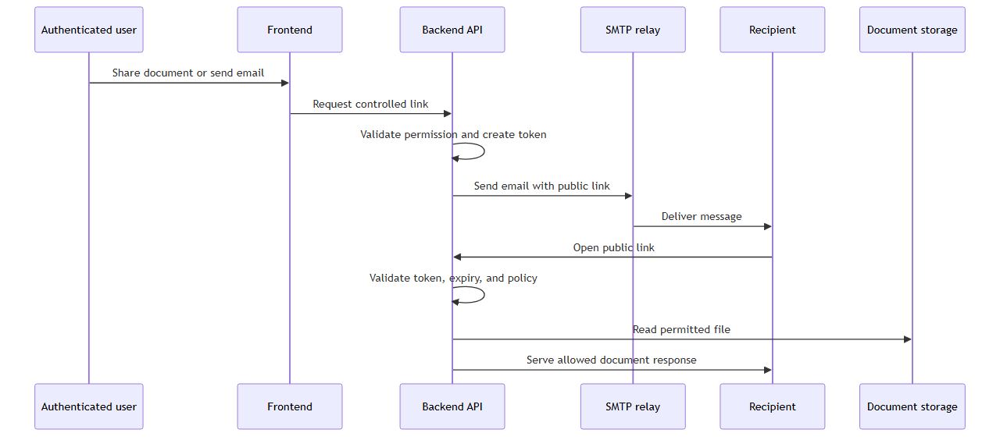 Authenticated user
Frontend
Backend API
SMTP relay
Recipient
Document storage
Share document or send email
Request controlled link
Validate permission and create token
Send email with public link
Deliver message
Open public link
Validate token, expiry, and policy
Read permitted file
Serve allowed document response
Authenticated user
Frontend
Backend API
SMTP relay
Recipient
Document storage